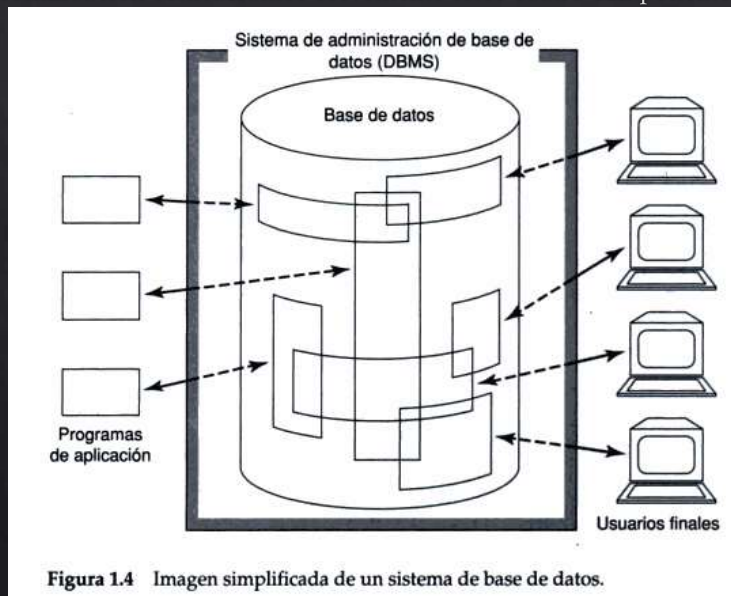 Sistema de administración de base de
datos (DBMS)
Base de datos
Programas
de aplicación
Usuarios finales
Figura 1.4 Imagen simplificada de un sistema de base de datos.